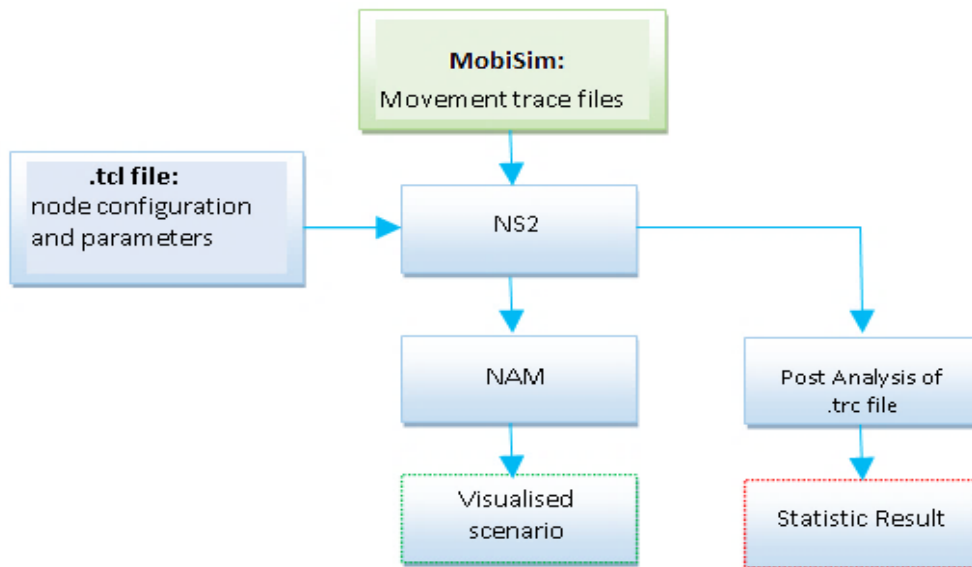 MobiSim:
Movement trace files
.tcl file:
node configuration
and parameters
NS2
NAM
Post Analysis of
.trc file
Visualised
scenario
Statistic Result